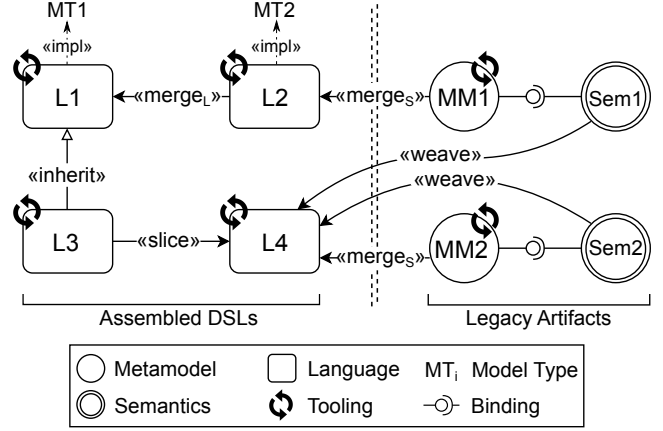 MT1 MT2
«impl» «impl»
L1 «mergeL» L2 «mergeS» MM1 Sem1
«weave»
«inherit» «weave»
L3 «slice» L4 MM2 Sem2
«mergeS»
Assembled DSLs Legacy Artifacts
Metamodel Language MTi Model Type
Semantics Tooling Binding